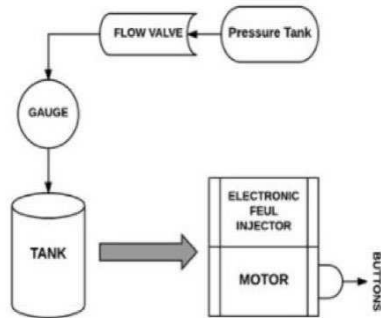 FLOW VALVE
Pressure Tank
GAUGE
TANK
ELECTRONIC
FEUL
INJECTOR
MOTOR
BUTTONS